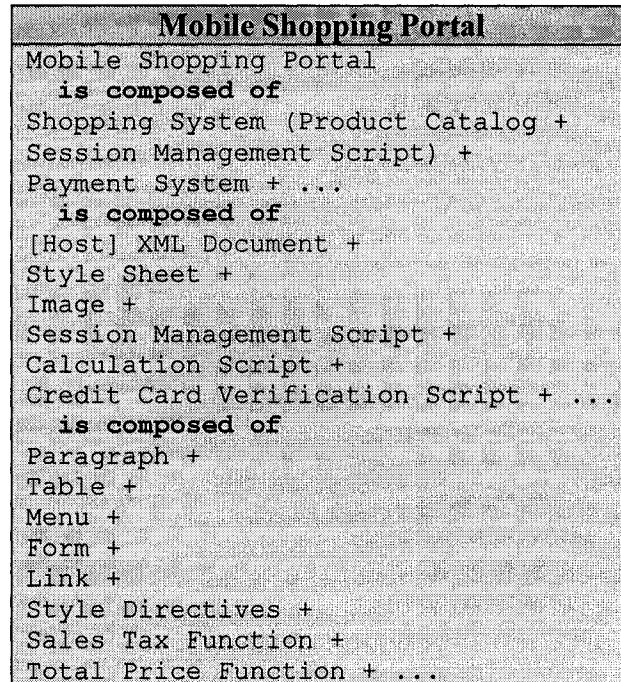 Mobile Shopping Portal
Mobile Shopping Portal
is composed of
Shopping System (Product Catalog +
Session Management Script) +
Payment System + ...
is composed of
[Host] XML Document +
Style Sheet +
Image +
Session Management Script +
Calculation Script +
Credit Card Verification Script + ...
is composed of
Paragraph +
Table +
Menu +
Form +
Link +
Style Directives +
Sales Tax Function +
Total Price Function + ...